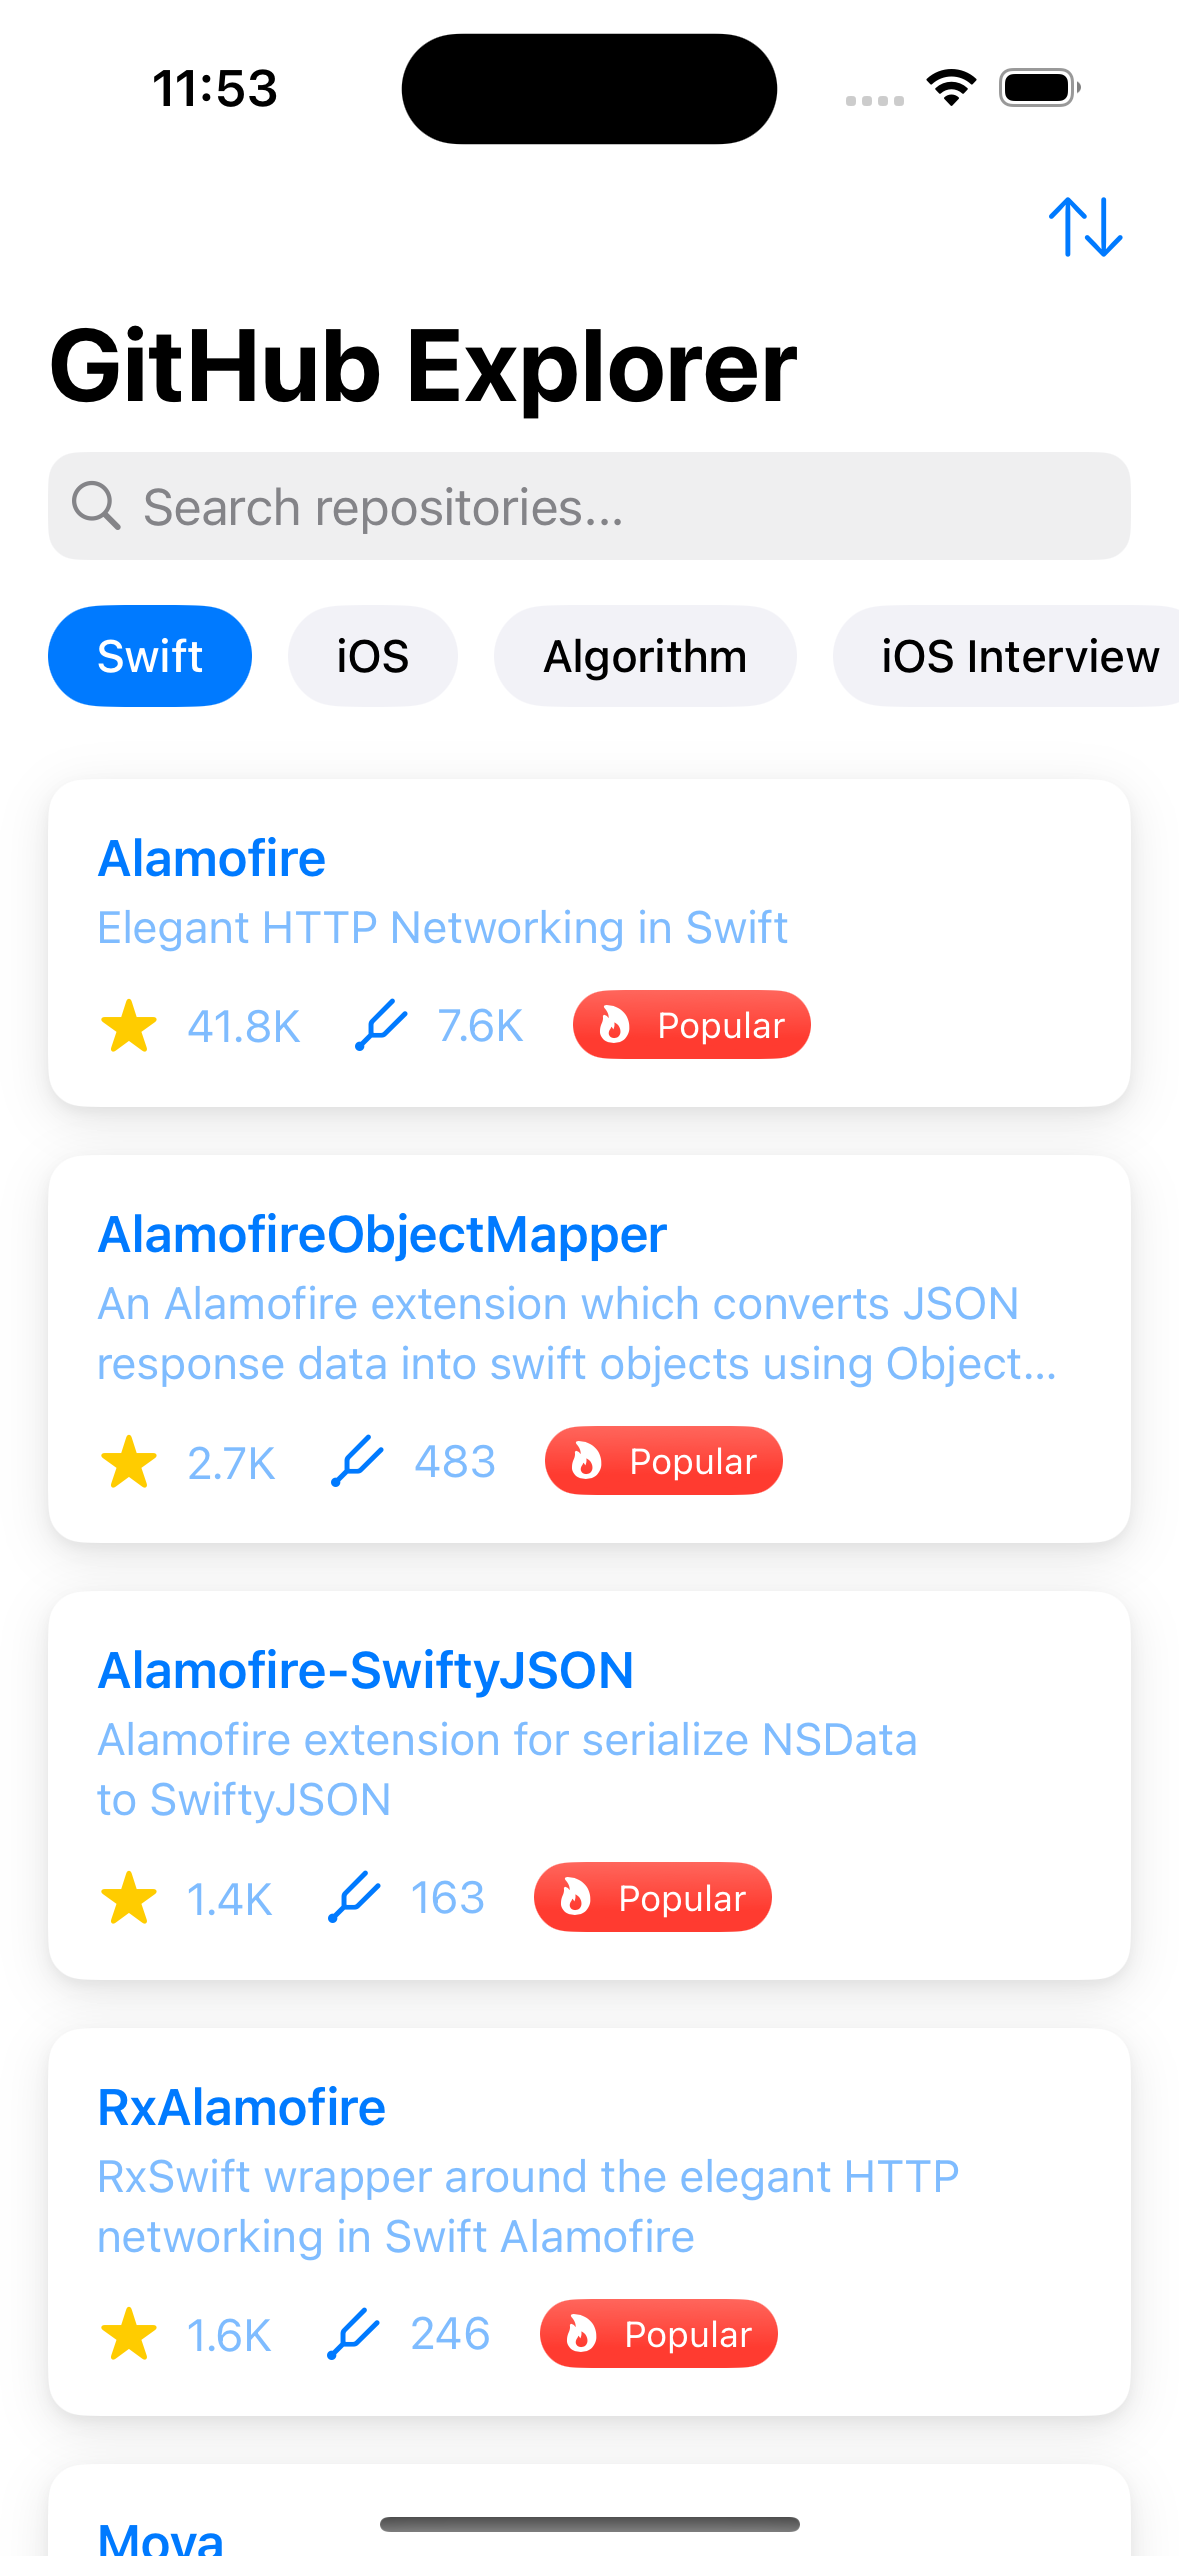 11:53
GitHub Explorer
Search repositories...
Swift
iOS
Algorithm
iOS Interview
Alamofire
Elegant HTTP Networking in Swift
41.8K
7.6K
Popular
AlamofireObjectMapper
An Alamofire extension which converts JSON
response data into swift objects using Object...
2.7K
483
Popular
Alamofire-SwiftyJSON
Alamofire extension for serialize NSData
to SwiftyJSON
1.4K
163
Popular
RxAlamofire
RxSwift wrapper around the elegant HTTP
networking in Swift Alamofire
1.6K
246
Popular